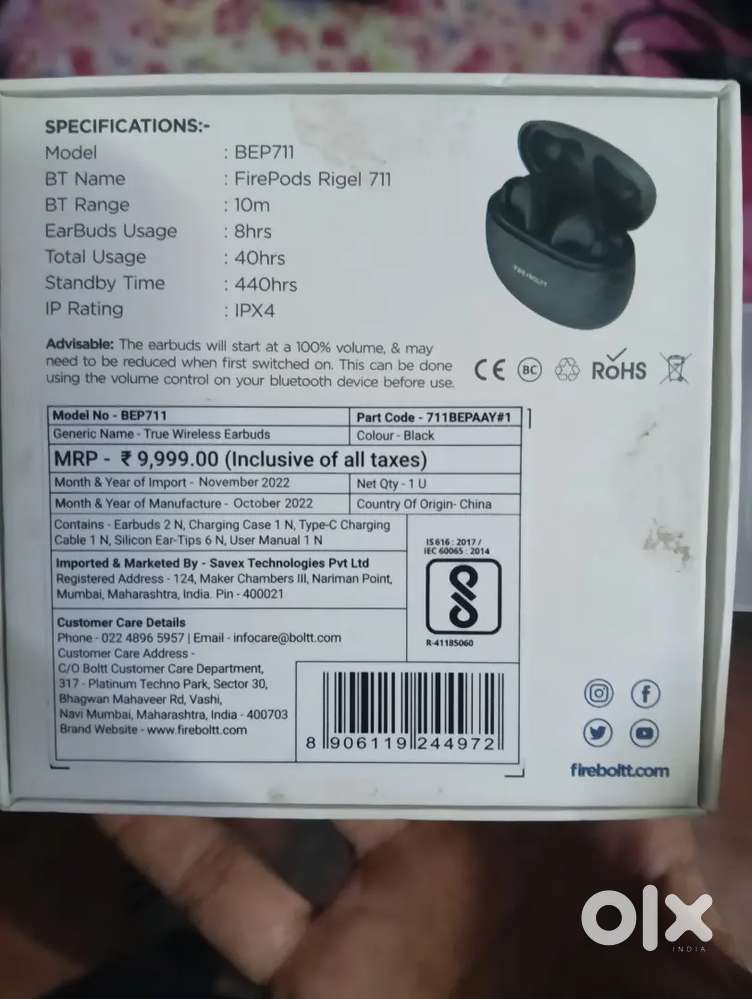 SPECIFICATIONS:-
Model : BEP711
BT Name : FirePods Rigel 711
BT Range : 10m
EarBuds Usage : 8hrs
Total Usage : 40hrs
Standby Time : 440hrs
IP Rating : IPX4
FIRE-BOLTT
Advisable: The earbuds will start at a 100% volume, & may
need to be reduced when first switched on. This can be done
using the volume control on your bluetooth device before use.
CE BC RoHS
Model No - BEP711 Part Code - 711BEPAAY#1
Generic Name - True Wireless Earbuds Colour - Black
MRP - ₹ 9,999.00 (Inclusive of all taxes)
Month & Year of Import - November 2022 Net Qty - 1 U
Month & Year of Manufacture - October 2022 Country Of Origin- China
Contains - Earbuds 2 N, Charging Case 1 N, Type-C Charging
Cable 1 N, Silicon Ear-Tips 6 N, User Manual 1 N
IS 616 : 2017 /
IEC 60065 : 2014
R-41185060
Imported & Marketed By - Savex Technologies Pvt Ltd
Registered Address - 124, Maker Chambers III, Nariman Point,
Mumbai, Maharashtra, India. Pin - 400021
Customer Care Details
Phone - 022 4896 5957 | Email - infocare@boltt.com
Customer Care Address -
C/O Boltt Customer Care Department,
317 - Platinum Techno Park, Sector 30,
Bhagwan Mahaveer Rd, Vashi,
Navi Mumbai, Maharashtra, India - 400703
Brand Website - www.fireboltt.com
8 906119 244972
fireboltt.com
olx
INDIA